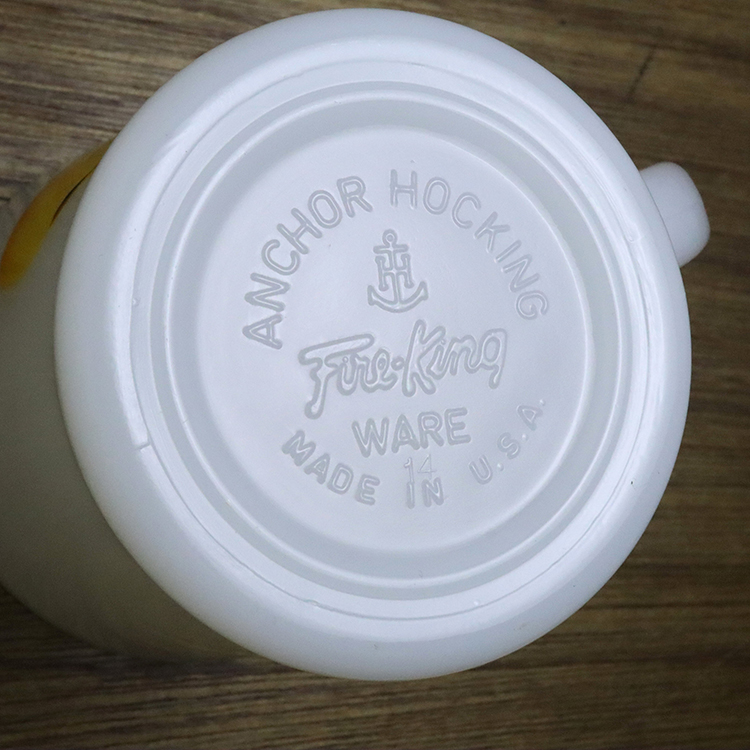 ANCHOR HOCKING
H
Fire-King
WARE
14
MADE IN U.S.A.